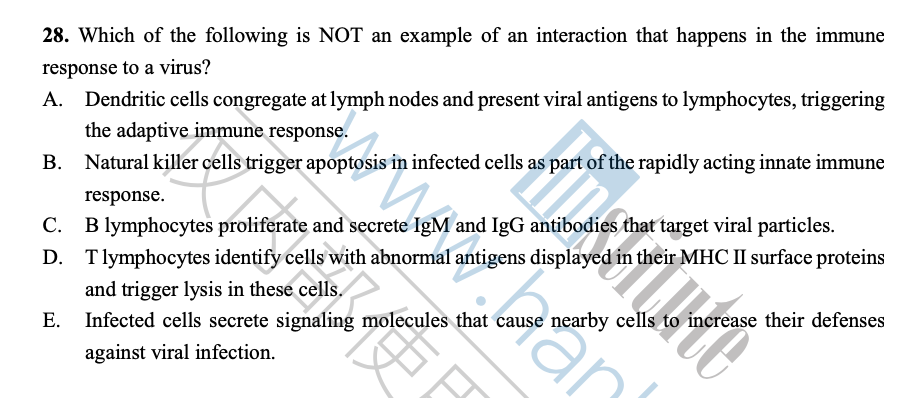 28. Which of the following is NOT an example of an interaction that happens in the immune
response to a virus?
A. Dendritic cells congregate at lymph nodes and present viral antigens to lymphocytes, triggering
the adaptive immune response.
B. Natural killer cells trigger apoptosis in infected cells as part of the rapidly acting innate immune
response.
C. B lymphocytes proliferate and secrete IgM and IgG antibodies that target viral particles.
D. T lymphocytes identify cells with abnormal antigens displayed in their MHC II surface proteins
and trigger lysis in these cells.
E. Infected cells secrete signaling molecules that cause nearby cells to increase their defenses
against viral infection.
www.han
institute
仅内部使用